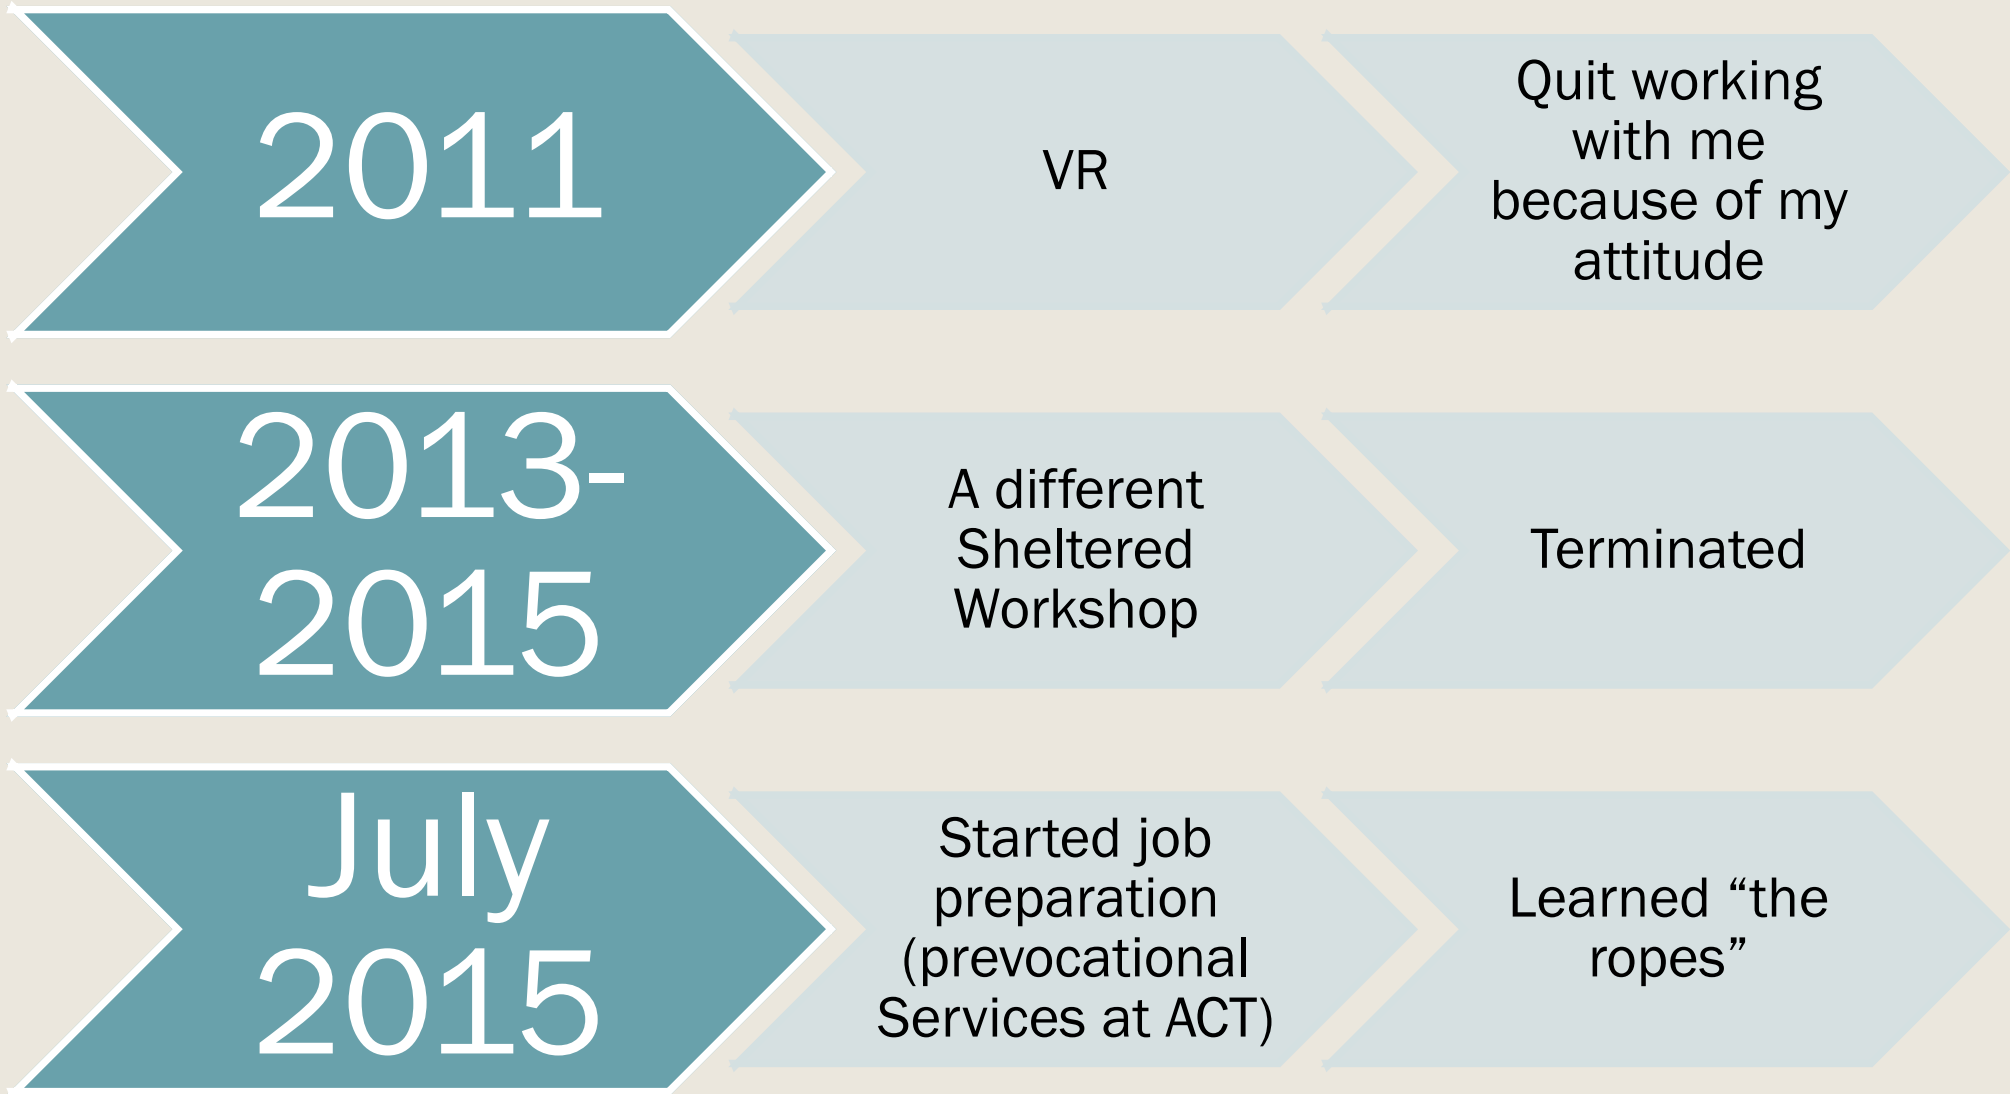 2011
VR
Quit working
with me
because of my
attitude
2013-
2015
A different
Sheltered
Workshop
Terminated
July
2015
Started job
preparation
(prevocational
Services at ACT)
Learned “the
ropes”